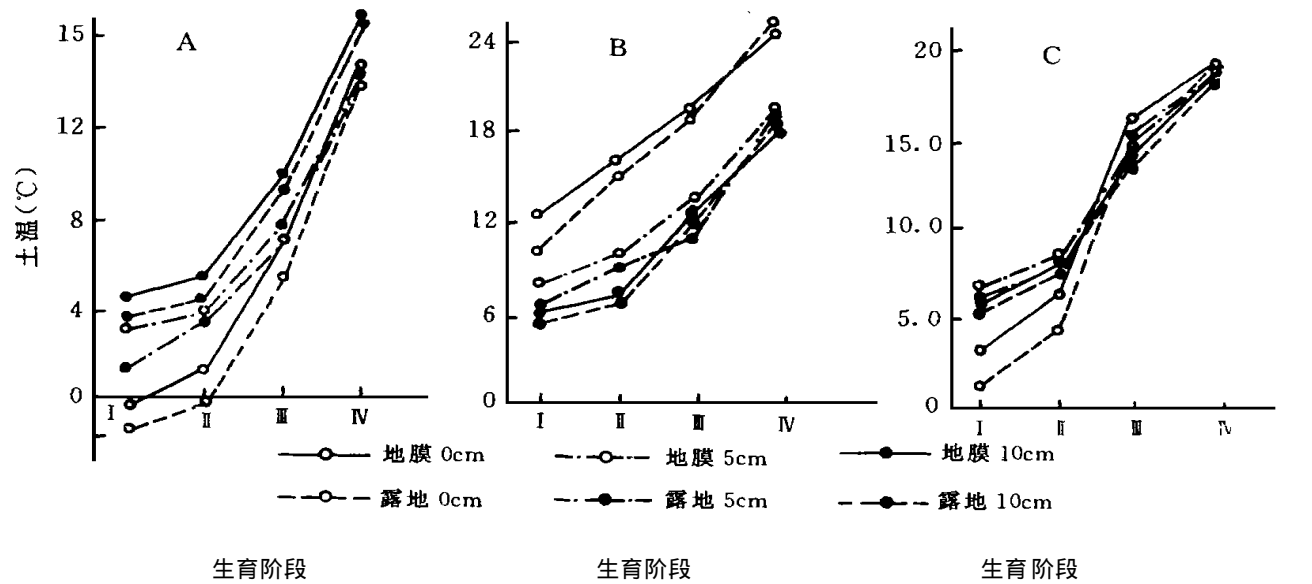 A
15
12
8
4
0
土温(℃)
Ⅰ Ⅱ Ⅲ Ⅳ
B
24
18
12
6
0
Ⅰ Ⅱ Ⅲ Ⅳ
C
20
15.0
10.0
5.0
0
Ⅰ Ⅱ Ⅲ Ⅳ
地膜 0cm 地膜 5cm 地膜 10cm
露地 0cm 露地 5cm 露地 10cm
生育阶段 生育阶段 生育阶段